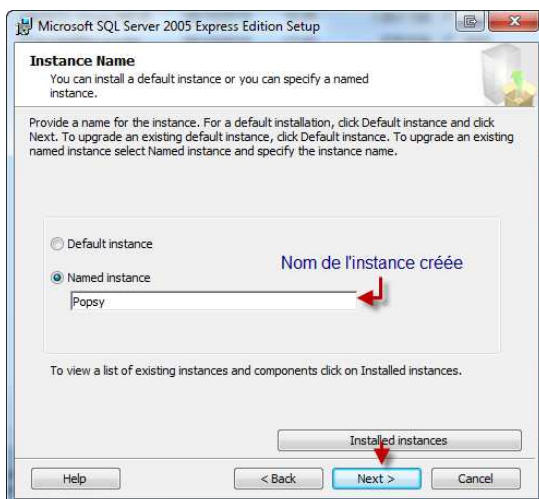 Microsoft SQL Server 2005 Express Edition Setup
Instance Name
You can install a default instance or you can specify a named
instance.
Provide a name for the instance. For a default installation, click Default instance and click
Next. To upgrade an existing default instance, click Default instance. To upgrade an existing
named instance select Named instance and specify the instance name.
Default instance
Nom de l'instance créée
Named instance
Popsy
To view a list of existing instances and components click on Installed instances.
Installed instances
Help
< Back
Next >
Cancel